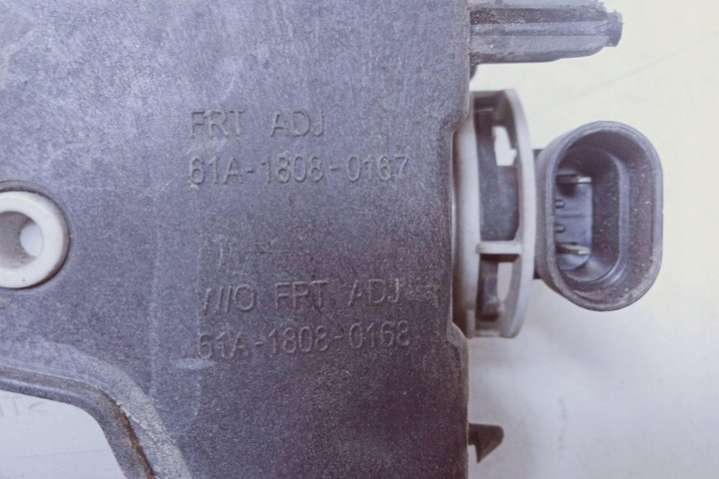 FRT ADJ
61A-1808-0167
W/O FRT ADJ
61A-1808-0168